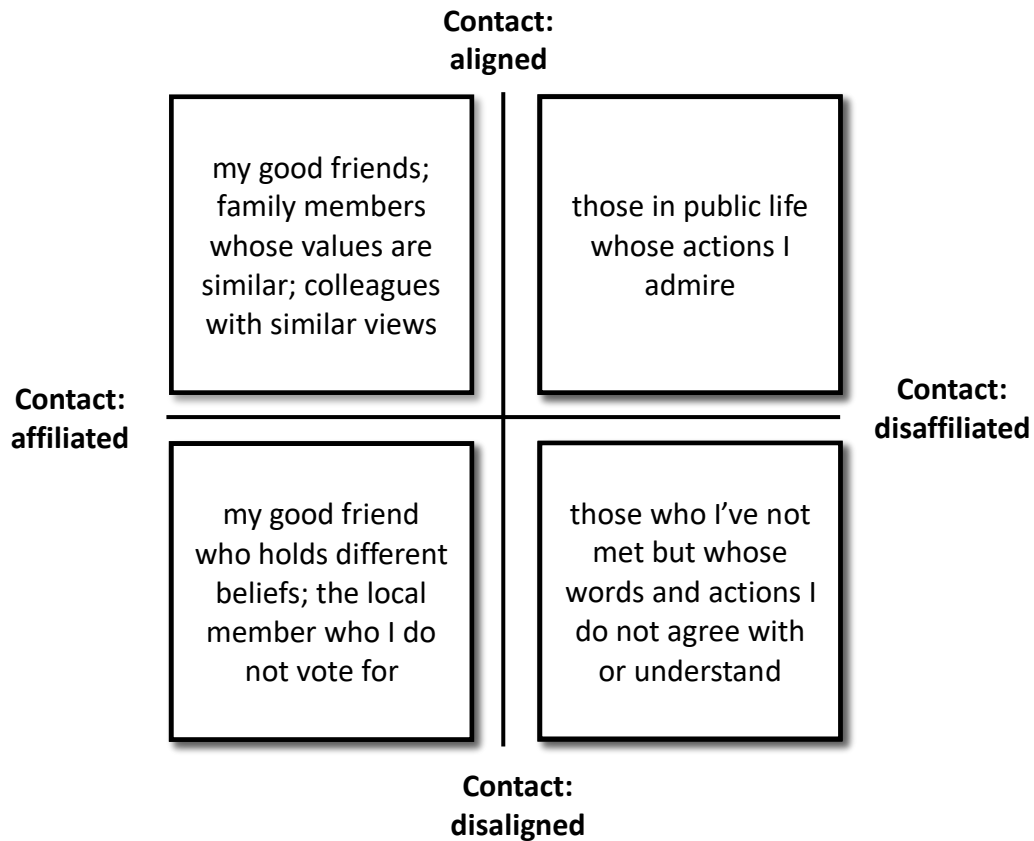 Contact:
aligned
my good friends;
family members
whose values are
similar; colleagues
with similar views
those in public life
whose actions I
admire
Contact:
affiliated
Contact:
disaffiliated
my good friend
who holds different
beliefs; the local
member who I do
not vote for
those who I’ve not
met but whose
words and actions I
do not agree with
or understand
Contact:
disaligned